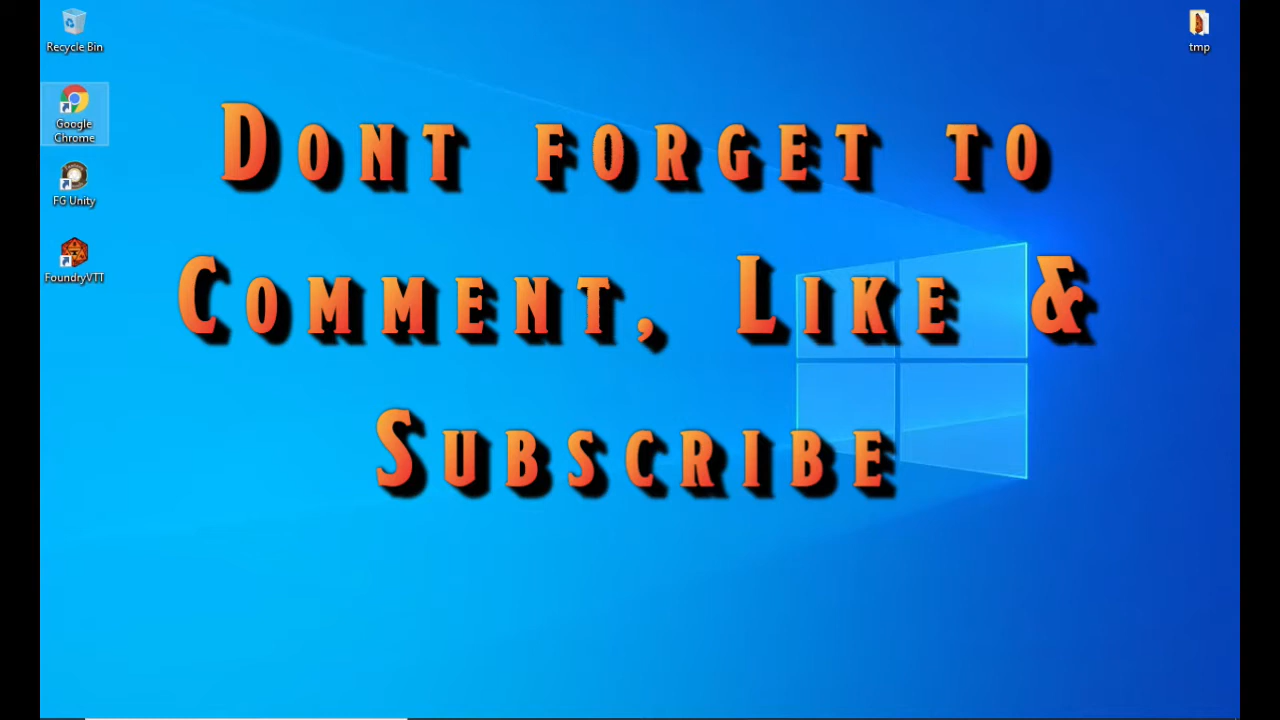 Recycle Bin
tmp
Google
Chrome
FG Unity
FoundryVTT
Dont forget to
Comment, Like &
Subscribe